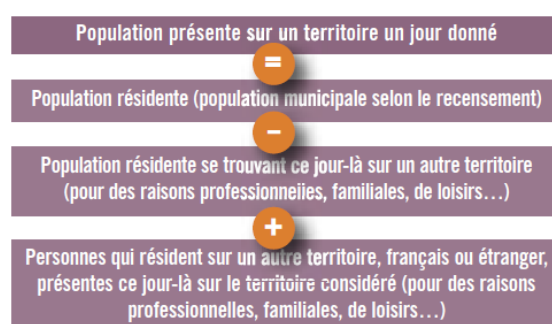 Population présente sur un territoire un jour donné
=
Population résidente (population municipale selon le recensement)
−
Population résidente se trouvant ce jour-là sur un autre territoire
(pour des raisons professionnelles, familiales, de loisirs…)
+
Personnes qui résident sur un autre territoire, français ou étranger,
présentes ce jour-là sur le territoire considéré (pour des raisons
professionnelles, familiales, de loisirs…)